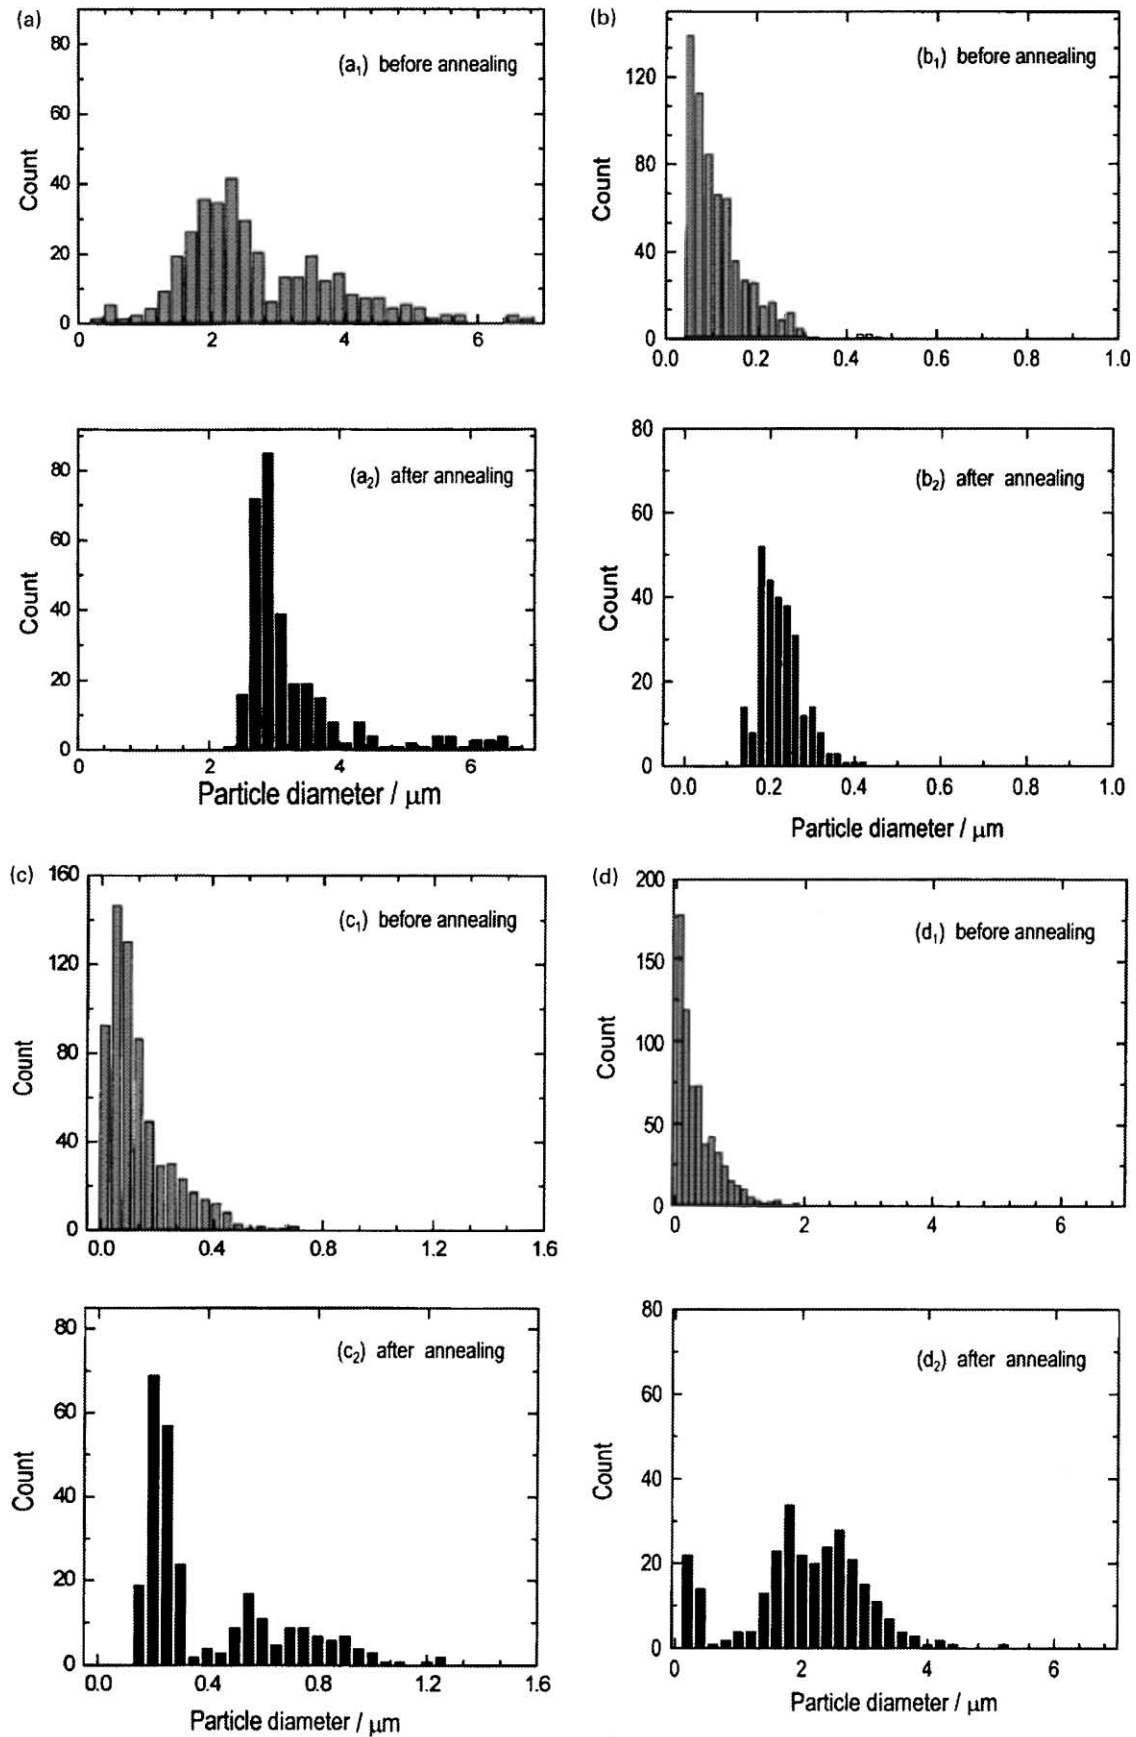 (a)
80
60
40
20
0
Count
(a₁) before annealing
0 2 4 6
(b)
120
80
40
0
Count
(b₁) before annealing
0.0 0.2 0.4 0.6 0.8 1.0
80
60
40
20
0
Count
(a₂) after annealing
0 2 4 6
Particle diameter / μm
80
60
40
20
0
Count
(b₂) after annealing
0.0 0.2 0.4 0.6 0.8 1.0
Particle diameter / μm
(c)
160
120
80
40
0
Count
(c₁) before annealing
0.0 0.4 0.8 1.2 1.6
(d)
200
150
100
50
0
Count
(d₁) before annealing
0 2 4 6
80
60
40
20
0
Count
(c₂) after annealing
0.0 0.4 0.8 1.2 1.6
Particle diameter / μm
80
60
40
20
0
Count
(d₂) after annealing
0 2 4 6
Particle diameter / μm